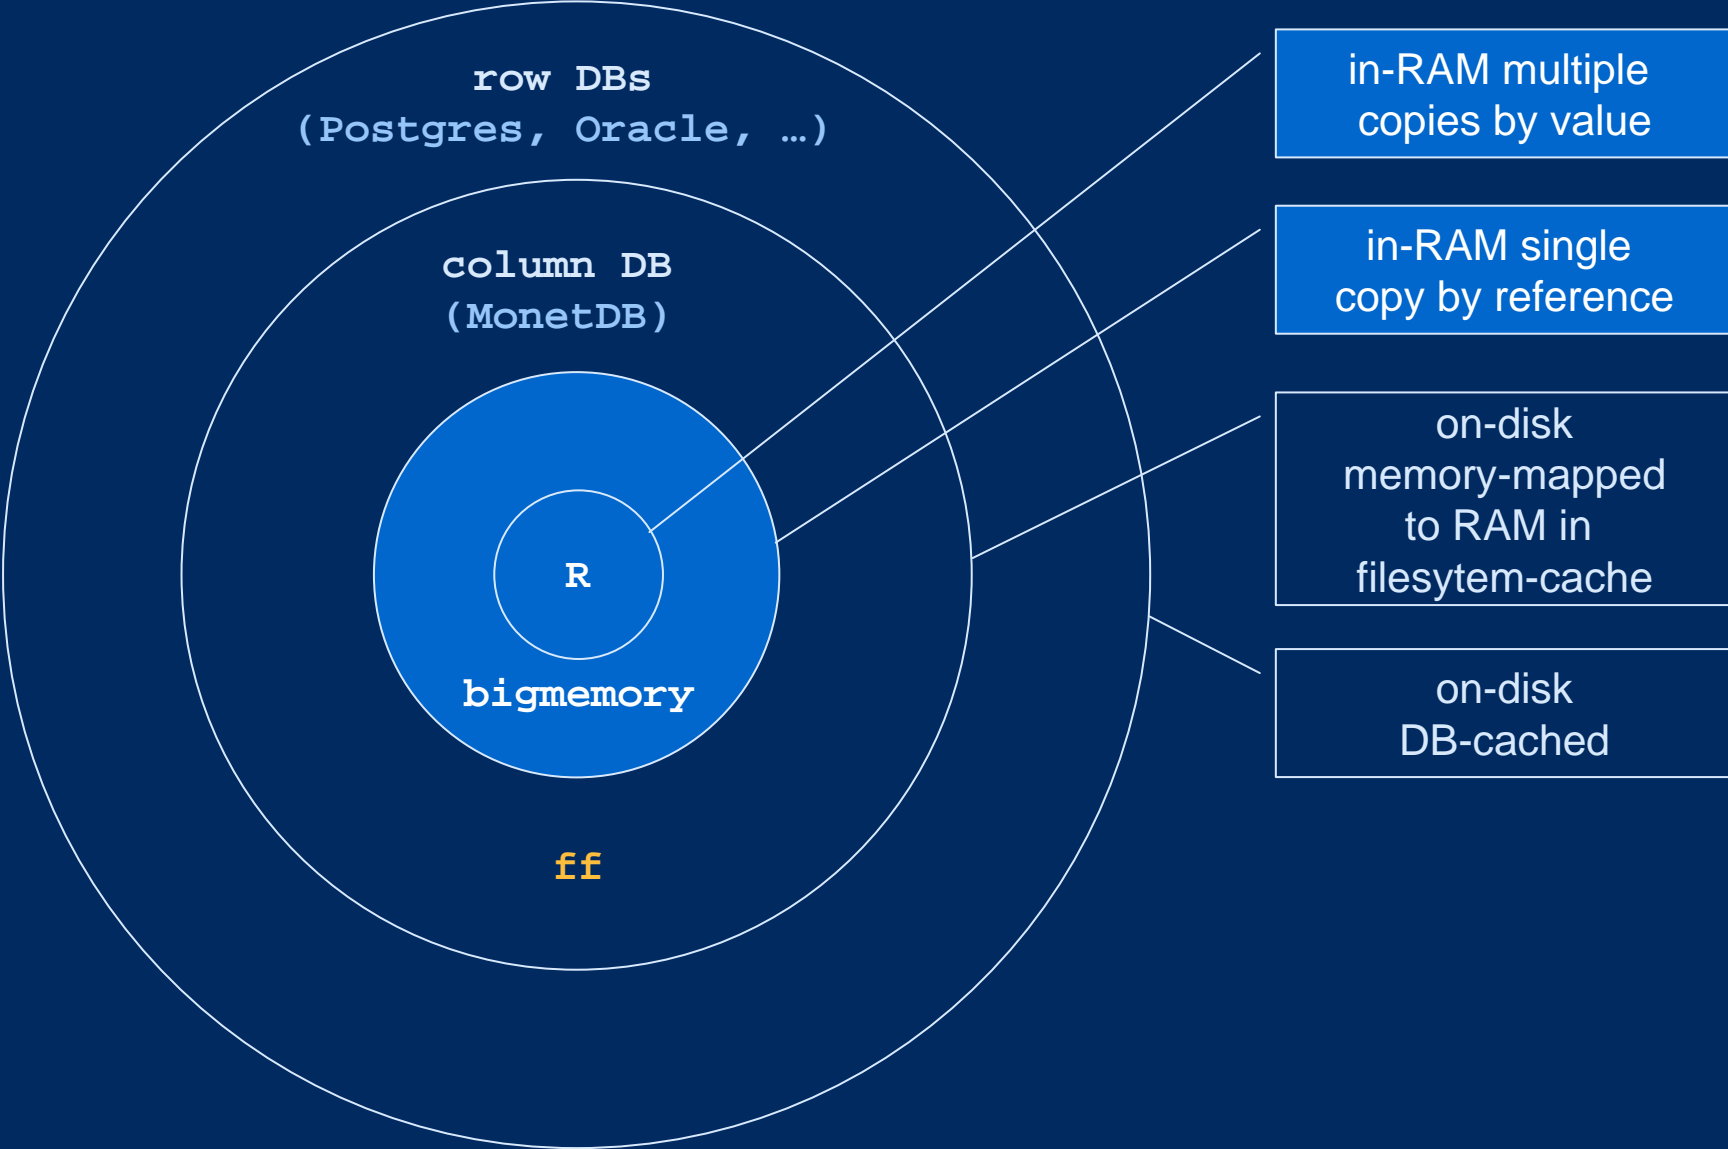 row DBs
(Postgres, Oracle, …)
column DB
(MonetDB)
R
bigmemory
ff
in-RAM multiple
copies by value
in-RAM single
copy by reference
on-disk
memory-mapped
to RAM in
filesytem-cache
on-disk
DB-cached